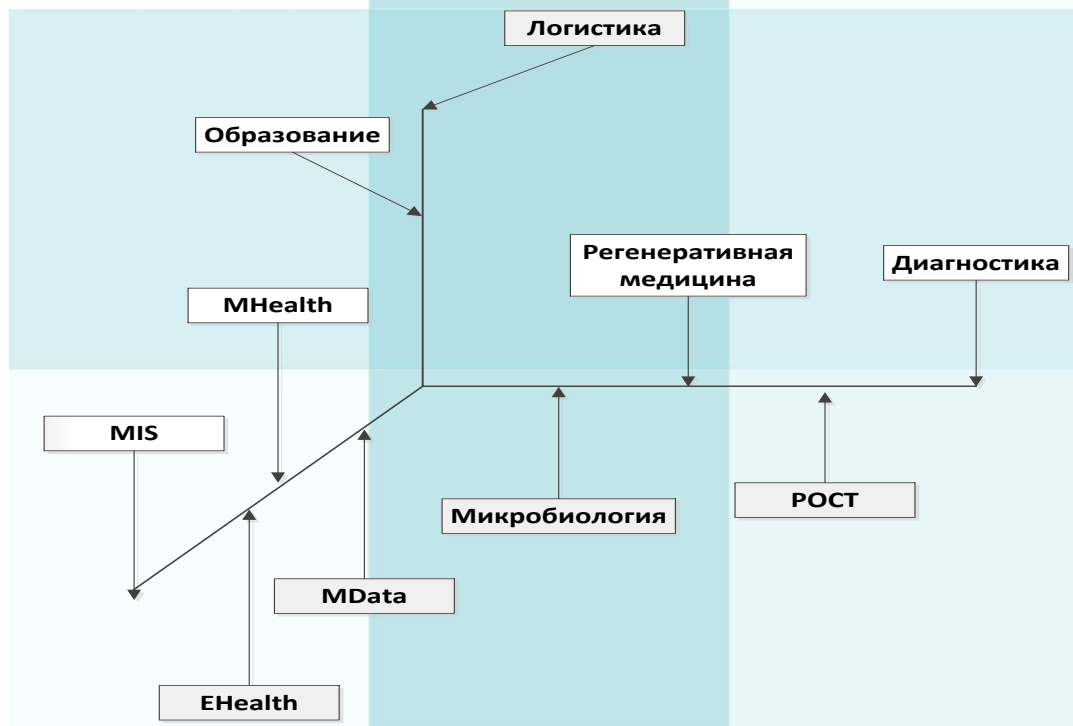 Логистика
Образование
Регенеративная
медицина
Диагностика
MHealth
MIS
Микробиология
РОСТ
MData
EHealth